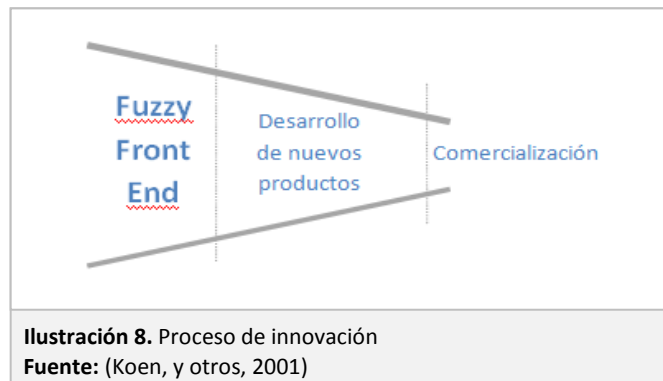 Fuzzy
Front
End
Desarrollo
de nuevos
productos
Comercialización
Ilustración 8. Proceso de innovación
Fuente: (Koen, y otros, 2001)